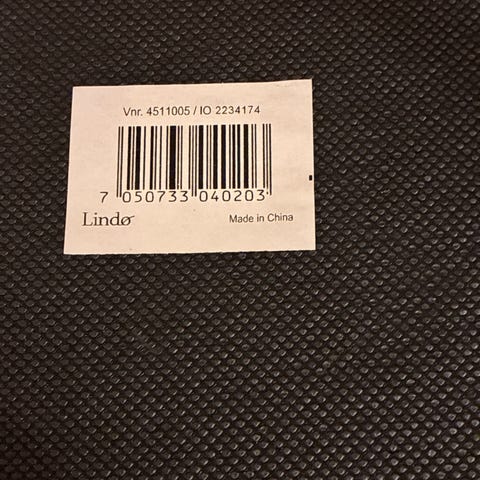 Vnr. 4511005 / IO 2234174
7 050733 040203
Lindø
Made in China